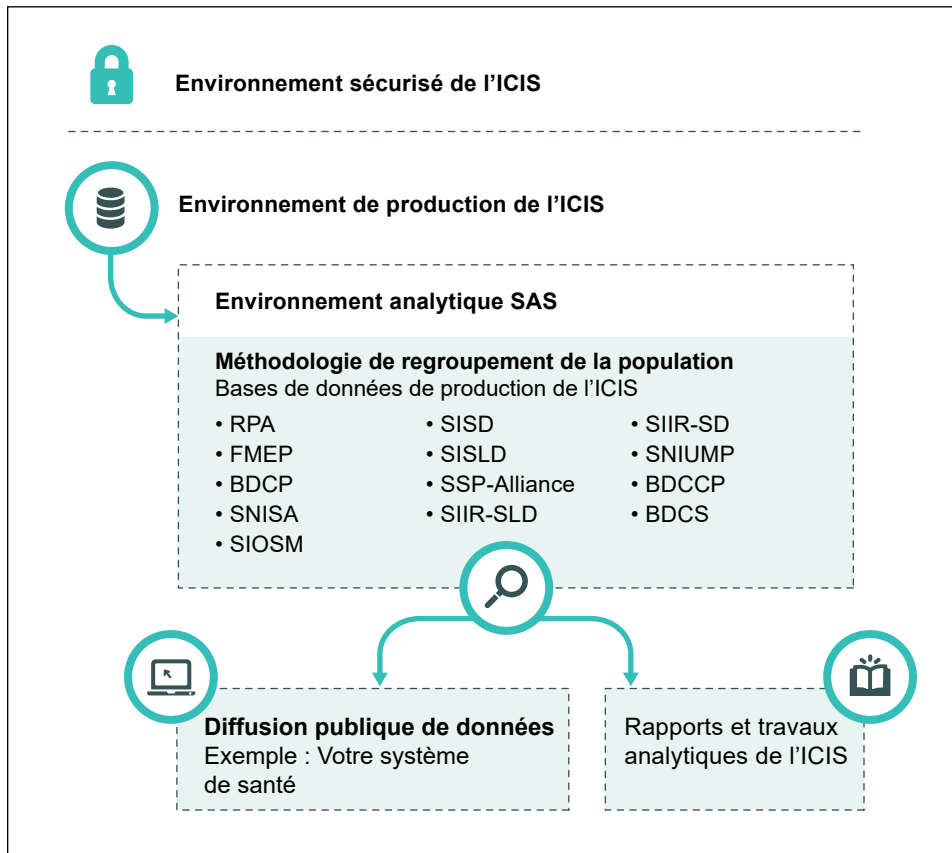 Environnement sécurisé de l’ICIS
Environnement de production de l’ICIS
Environnement analytique SAS
Méthodologie de regroupement de la population
Bases de données de production de l’ICIS
• RPA
• FMEP
• BDCP
• SNISA
• SIOSM
• SISD
• SISLD
• SSP-Alliance
• SIIR-SLD
• SIIR-SD
• SNIUMP
• BDCCP
• BDCS
Diffusion publique de données
Exemple : Votre système
de santé
Rapports et travaux
analytiques de l’ICIS